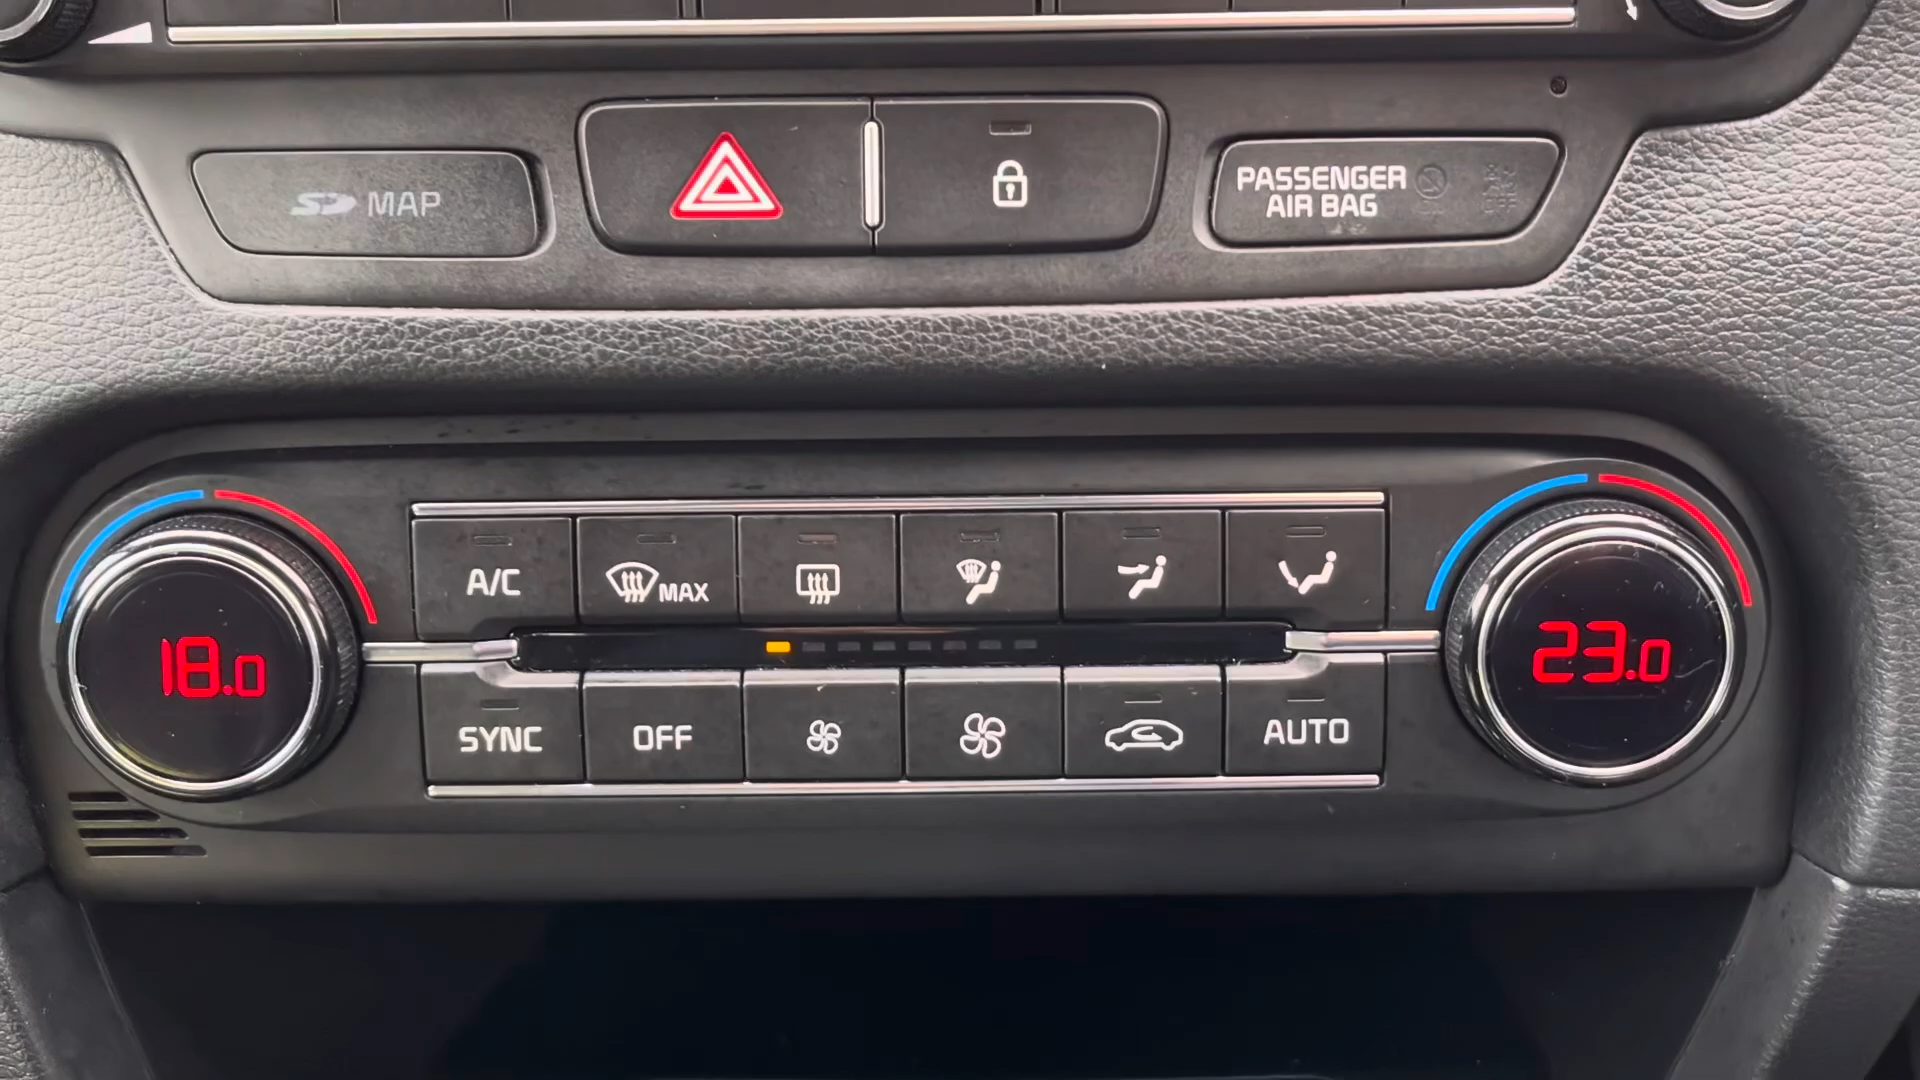 SD MAP
PASSENGER
AIR BAG
A/C
MAX
18.0
23.0
SYNC
OFF
AUTO